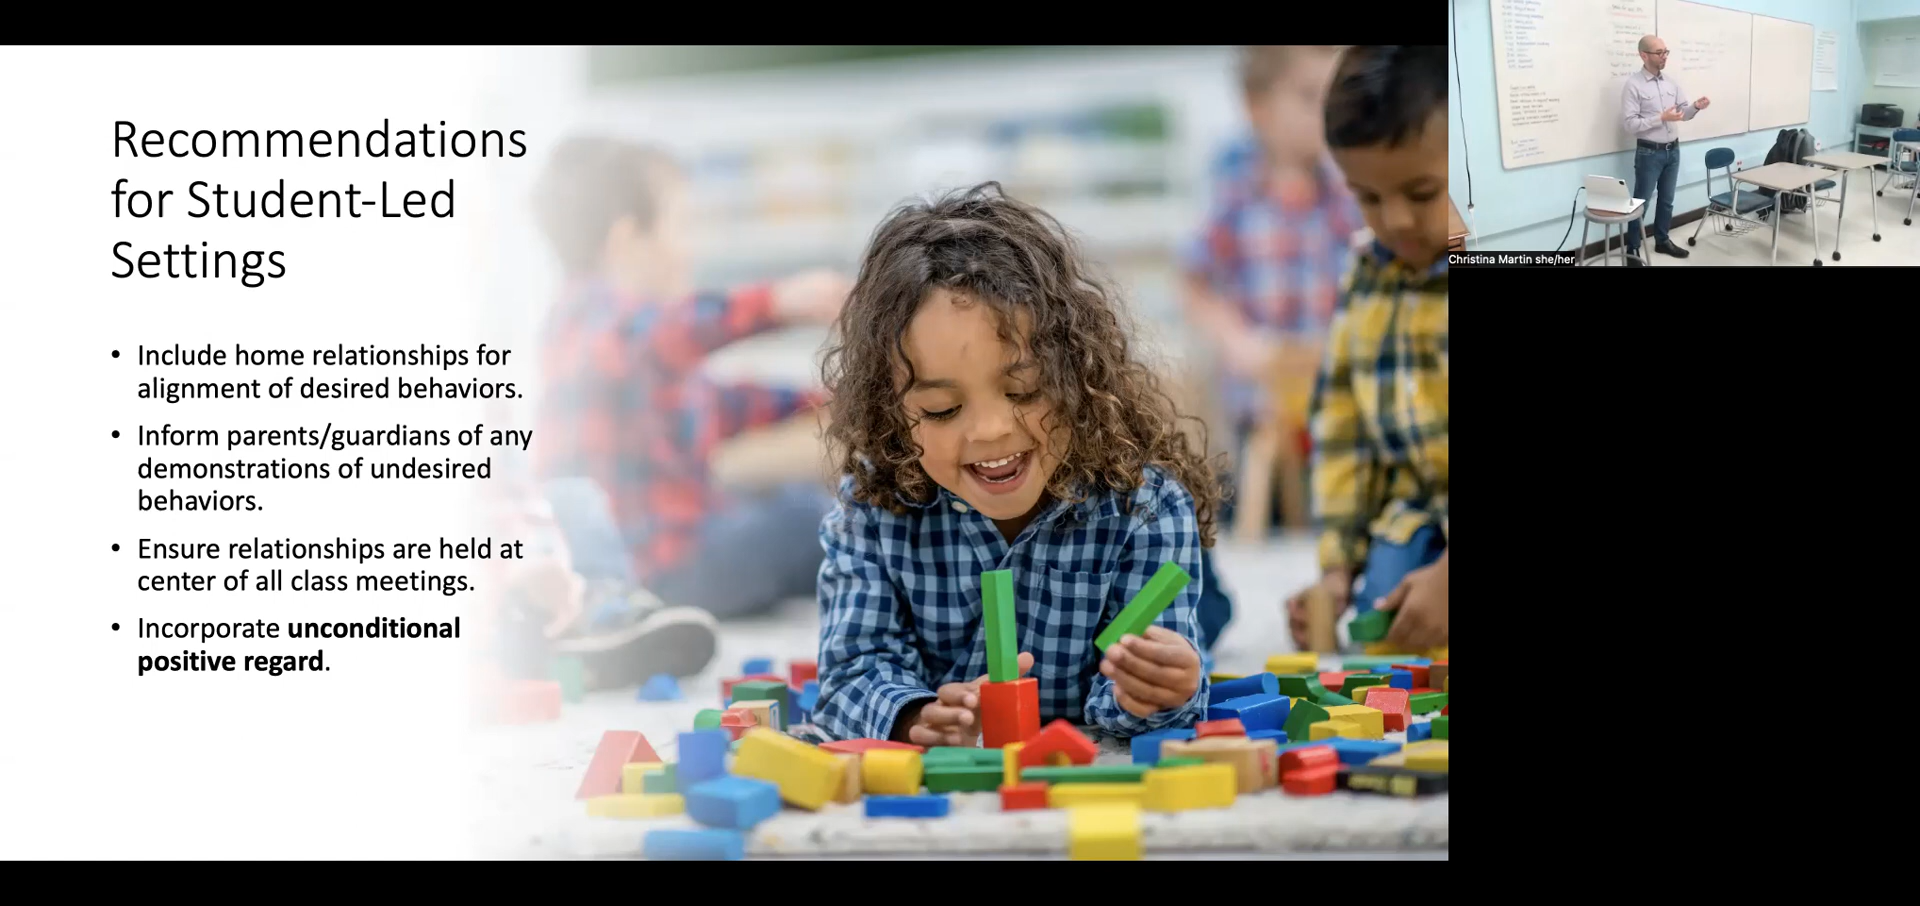 Recommendations
for Student-Led
Settings
• Include home relationships for
alignment of desired behaviors.
• Inform parents/guardians of any
demonstrations of undesired
behaviors.
• Ensure relationships are held at
center of all class meetings.
• Incorporate unconditional
positive regard.
Christina Martin she/her